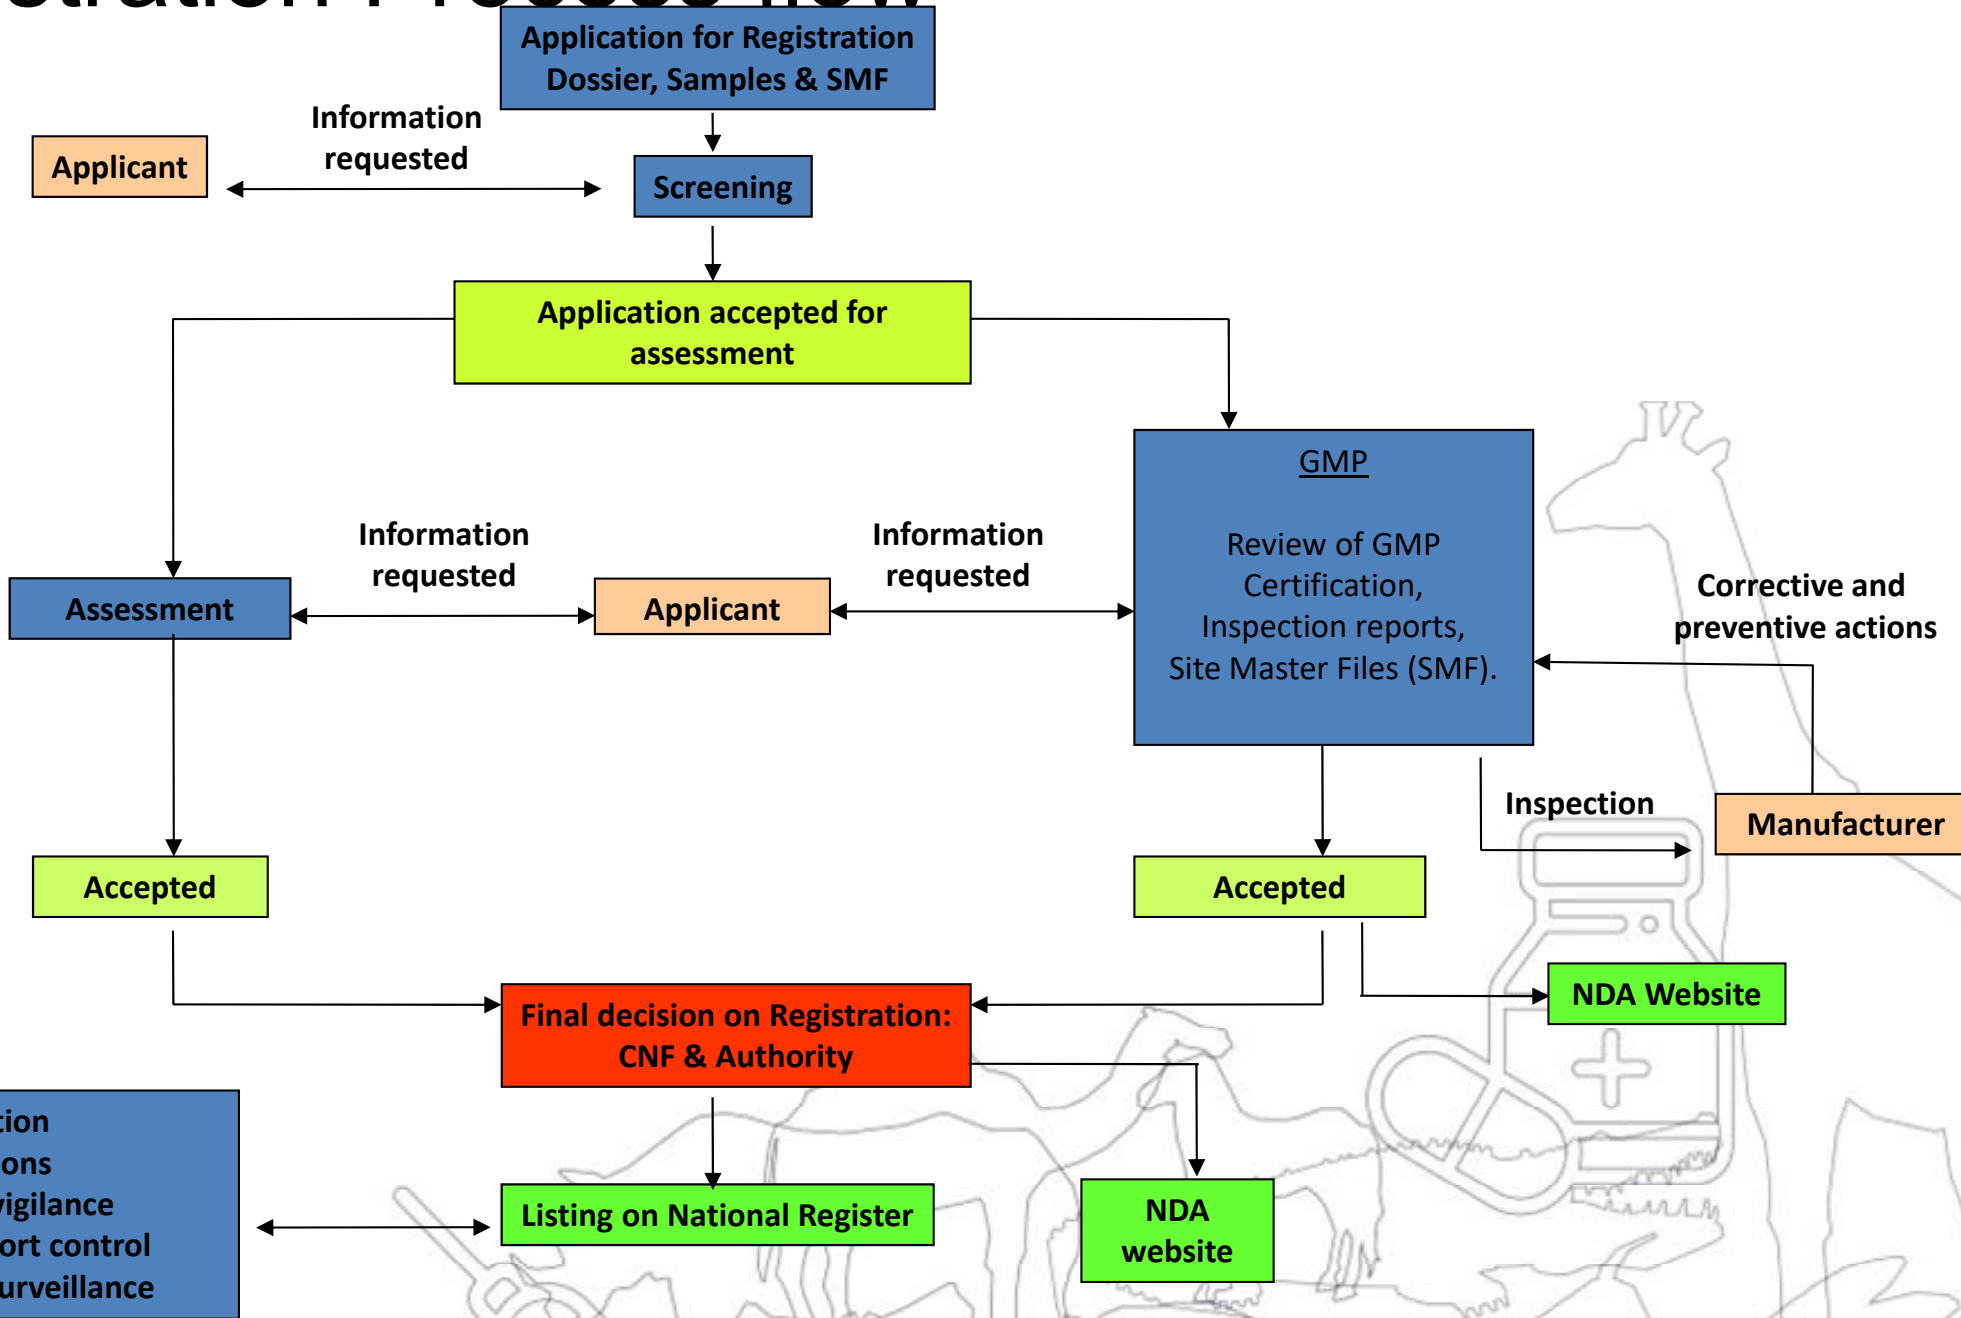 Application for Registration
Dossier, Samples & SMF
Information
requested
Applicant
Screening
Application accepted for
assessment
GMP
Review of GMP
Certification,
Inspection reports,
Site Master Files (SMF).
Information
requested
Information
requested
Corrective and
preventive actions
Assessment
Applicant
Inspection
Manufacturer
Accepted
Accepted
NDA Website
Final decision on Registration:
CNF & Authority
tion
ons
vigilance
ort control
urveillance
Listing on National Register
NDA
website